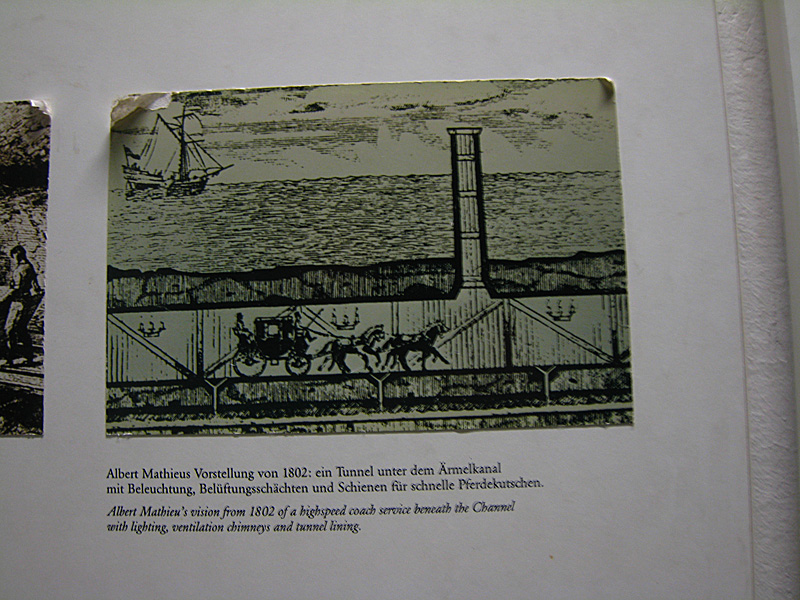 Albert Mathieus Vorstellung von 1802: ein Tunnel unter dem Ärmelkanal
mit Beleuchtung, Belüftungsschächten und Schienen für schnelle Pferdekutschen.
Albert Mathieu's vision from 1802 of a highspeed coach service beneath the Channel
with lighting, ventilation chimneys and tunnel lining.